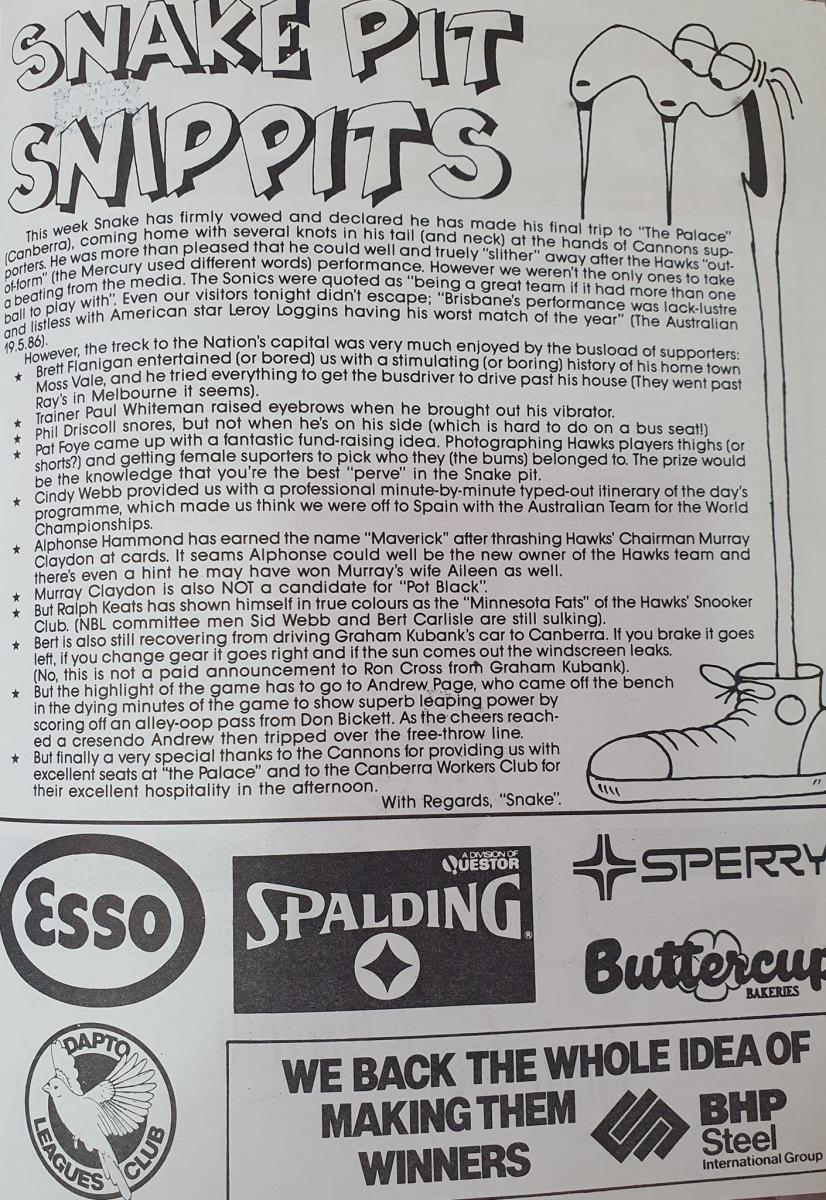 SNAKE PIT
SNIPPITS
This week Snake has firmly vowed and declared he has made his final trip to "The Palace"
(Canberra), coming home with several knots in his tail (and neck) at the hands of Cannons sup-
porters. He was more than pleased that he could well and truely "slither" away after the Hawks "out-
of-form" (the Mercury used different words) performance. However we weren't the only ones to take
a beating from the media. The Sonics were quoted as "being a great team if it had more than one
ball to play with". Even our visitors tonight didn't escape; "Brisbane's performance was lack-lustre
and listless with American star Leroy Loggins having his worst match of the year" (The Australian
19.5.86).
However, the treck to the Nation's capital was very much enjoyed by the busload of supporters:
★ Brett Flanigan entertained (or bored) us with a stimulating (or boring) history of his home town
Moss Vale, and he tried everything to get the busdriver to drive past his house (They went past
Ray's in Melbourne it seems).
★ Trainer Paul Whiteman raised eyebrows when he brought out his vibrator.
★ Phil Driscoll snores, but not when he's on his side (which is hard to do on a bus seat!)
★ Pat Foye came up with a fantastic fund-raising idea. Photographing Hawks players thighs (or
shorts?) and getting female suporters to pick who they (the bums) belonged to. The prize would
be the knowledge that you're the best "perve" in the Snake pit.
★ Cindy Webb provided us with a professional minute-by-minute typed-out itinerary of the day's
programme, which made us think we were off to Spain with the Australian Team for the World
Championships.
★ Alphonse Hammond has earned the name "Maverick" after thrashing Hawks' Chairman Murray
Claydon at cards. It seams Alphonse could well be the new owner of the Hawks team and
there's even a hint he may have won Murray's wife Aileen as well.
★ Murray Claydon is also NOT a candidate for "Pot Black".
★ But Ralph Keats has shown himself in true colours as the "Minnesota Fats" of the Hawks' Snooker
Club. (NBL committee men Sid Webb and Bert Carlisle are still sulking).
★ Bert is also still recovering from driving Graham Kubank's car to Canberra. If you brake it goes
left, if you change gear it goes right and if the sun comes out the windscreen leaks.
(No, this is not a paid announcement to Ron Cross from Graham Kubank).
★ But the highlight of the game has to go to Andrew Page, who came off the bench
in the dying minutes of the game to show superb leaping power by
scoring off an alley-oop pass from Don Bickett. As the cheers reach-
ed a cresendo Andrew then tripped over the free-throw line.
★ But finally a very special thanks to the Cannons for providing us with
excellent seats at "the Palace" and to the Canberra Workers Club for
their excellent hospitality in the afternoon.
With Regards, "Snake".
Esso
A DIVISION OF
QUESTOR
SPALDING®
SPERRY
Buttercup
BAKERIES
DAPTO
LEAGUES CLUB
WE BACK THE WHOLE IDEA OF
MAKING THEM
WINNERS
BHP
Steel
International Group